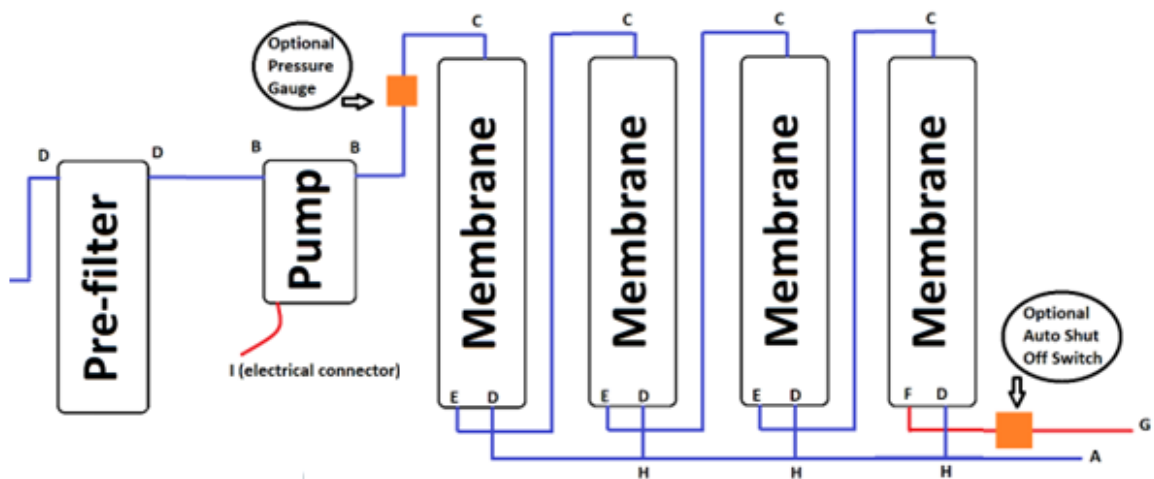 C
C
C
C
Optional
Pressure
Gauge
D
D
B
B
Pre-filter
Pump
Membrane
Membrane
Membrane
Membrane
Optional
Auto Shut
Off Switch
I (electrical connector)
E
D
E
D
E
D
F
D
G
A
H
H
H